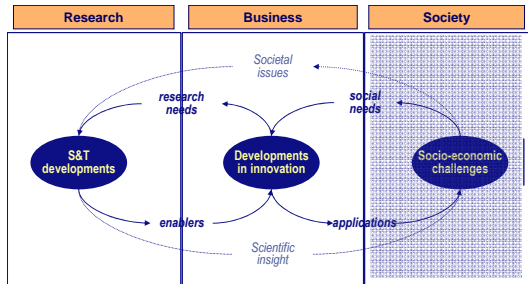 Research
Business
Society
Societal
issues
research
needs
social
needs
S&T
developments
Developments
in innovation
Socio-economic
challenges
enablers
applications
Scientific
insight